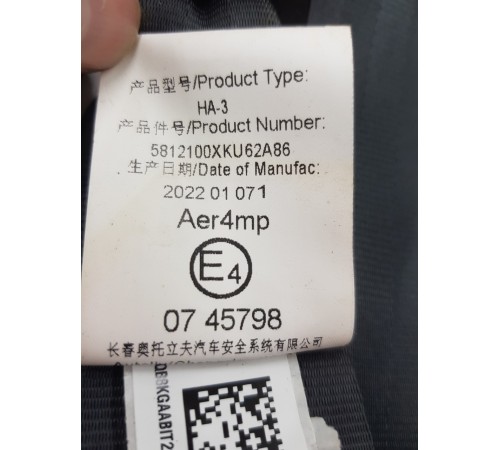 产品型号/Product Type:
HA-3
产品件号/Product Number:
5812100XKU62A86
生产日期/Date of Manufac:
2022 01 071
Aer4mp
E4
07 45798
长春奥托立夫汽车安全系统有限公司